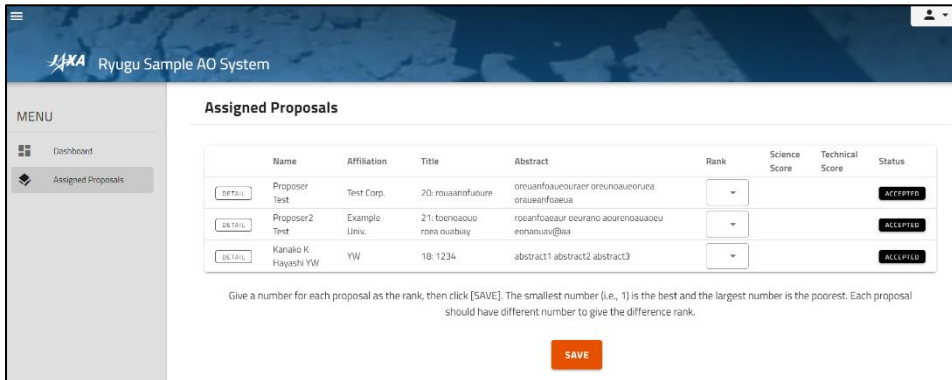 JAXA Ryugu Sample AO System
MENU
Dashboard
Assigned Proposals
Assigned Proposals
Name Affiliation Title Abstract Rank Science Score Technical Score Status
DETAIL Proposer Test Test Corp. 20: rouaanofuoure oreuanfoaueouraer oreunoaueoruea oraueanfoaeua ACCEPTED
DETAIL Proposer2 Test Example Univ. 21: toenoaouo roea ouabiay roeanfoaeaur oeurano aourenoauaoeu eonaouav@aa ACCEPTED
DETAIL Kanako K Hayashi YW YW 18: 1234 abstract1 abstract2 abstract3 ACCEPTED
Give a number for each proposal as the rank, then click [SAVE]. The smallest number (i.e., 1) is the best and the largest number is the poorest. Each proposal
should have different number to give the difference rank.
SAVE